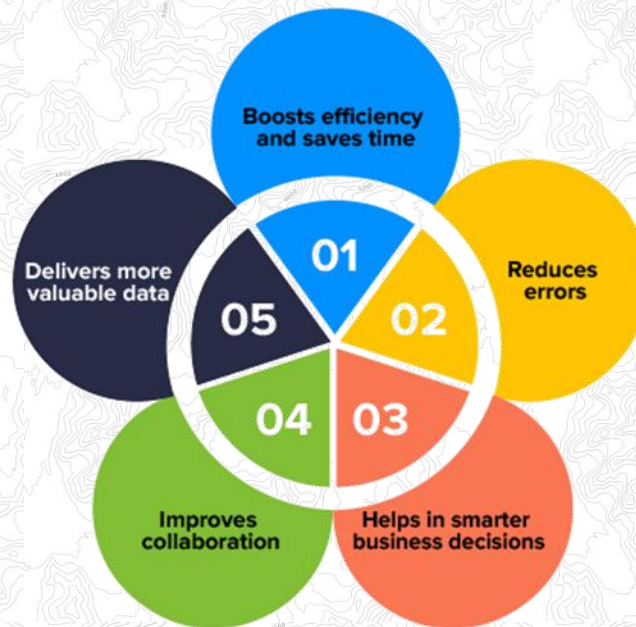 Boosts efficiency
and saves time
01
Reduces
errors
02
Helps in smarter
business decisions
03
Improves
collaboration
04
Delivers more
valuable data
05